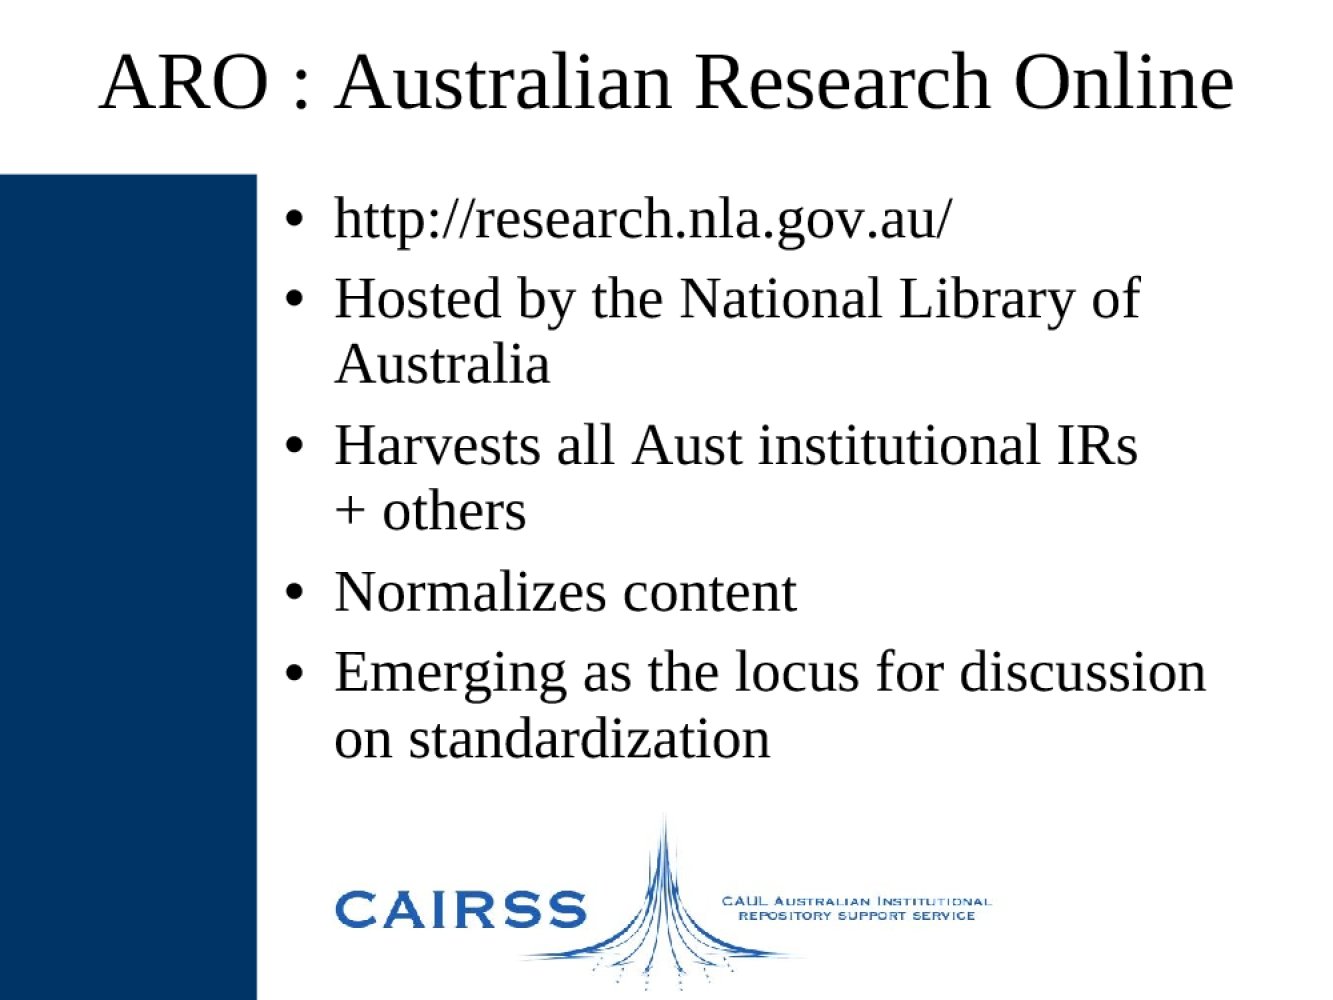 ARO : Australian Research Online
• http://research.nla.gov.au/
• Hosted by the National Library of
Australia
• Harvests all Aust institutional IRs
+ others
• Normalizes content
• Emerging as the locus for discussion
on standardization
CAIRSS
CAUL Australian Institutional
Repository Support Service